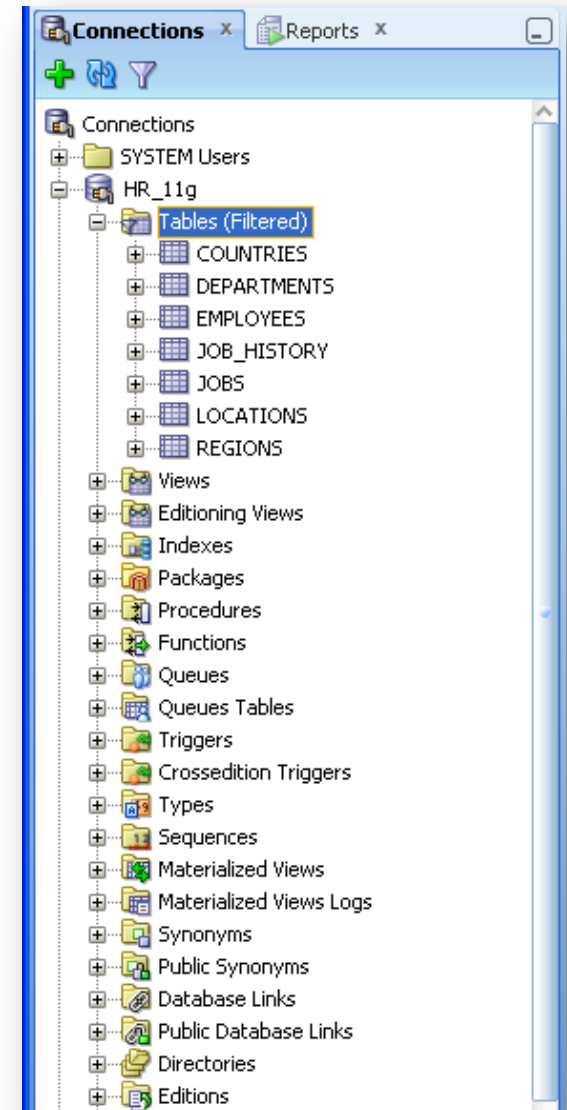 Connections x Reports x
Connections
SYSTEM Users
HR_11g
Tables (Filtered)
COUNTRIES
DEPARTMENTS
EMPLOYEES
JOB_HISTORY
JOBS
LOCATIONS
REGIONS
Views
Editioning Views
Indexes
Packages
Procedures
Functions
Queues
Queues Tables
Triggers
Crossedition Triggers
Types
Sequences
Materialized Views
Materialized Views Logs
Synonyms
Public Synonyms
Database Links
Public Database Links
Directories
Editions